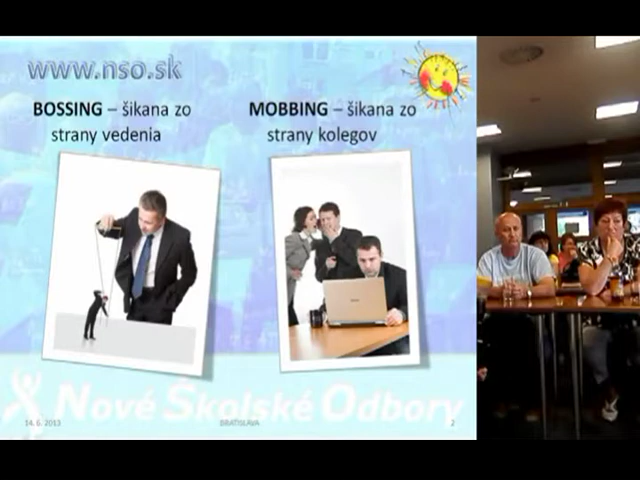 www.nso.sk
BOSSING – šikana zo
strany vedenia
MOBBING – šikana zo
strany kolegov
Nové Školské Odbory
14. 6. 2013
BRATISLAVA
2